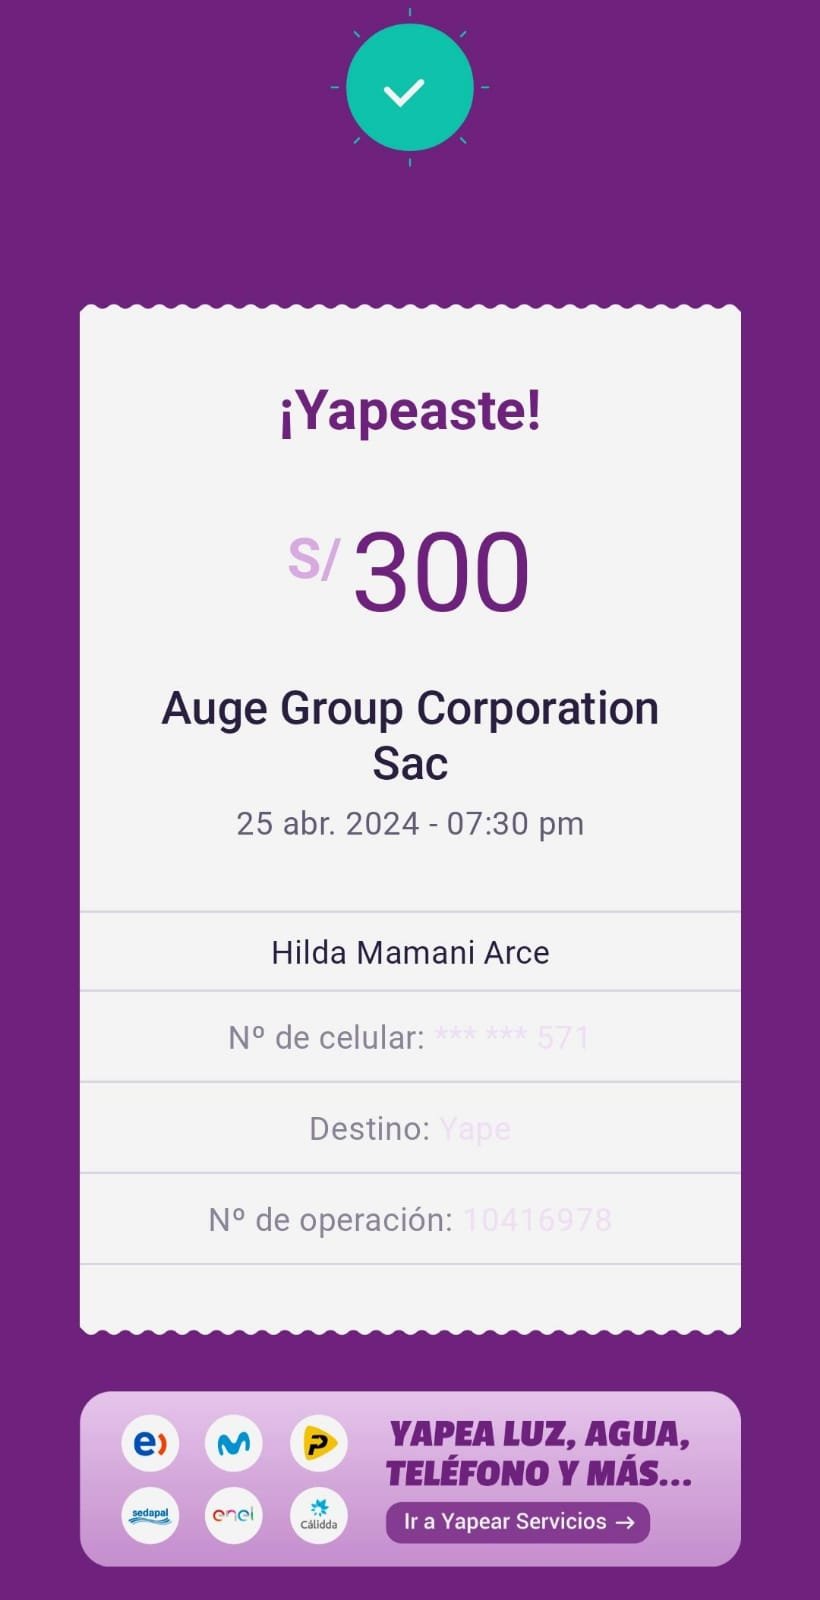 ¡Yapeaste!
S/ 300
Auge Group Corporation
Sac
25 abr. 2024 - 07:30 pm
Hilda Mamani Arce
Nº de celular: *** *** 571
Destino: Yape
Nº de operación: 10416978
e)
P
sedapal
enel
Cálidda
YAPEA LUZ, AGUA,
TELÉFONO Y MÁS...
Ir a Yapear Servicios →